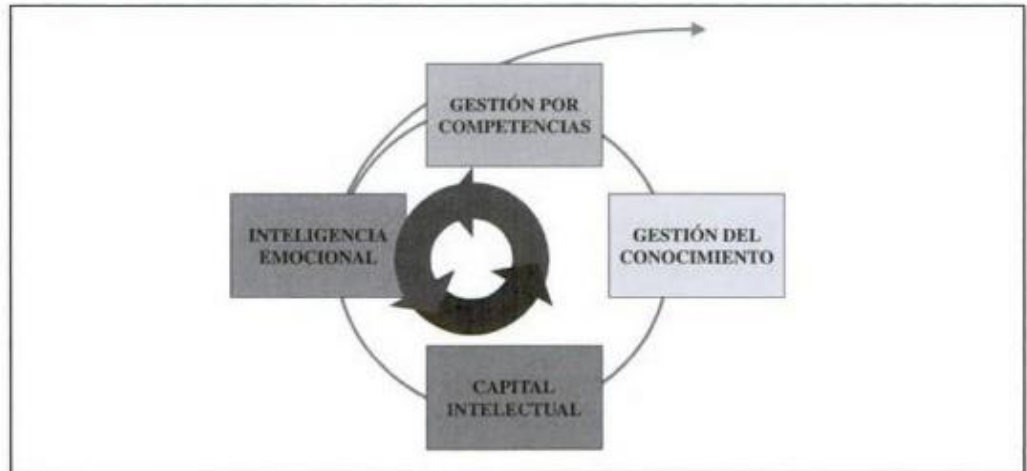 GESTIÓN POR
COMPETENCIAS
INTELIGENCIA
EMOCIONAL
GESTIÓN DEL
CONOCIMIENTO
CAPITAL
INTELECTUAL